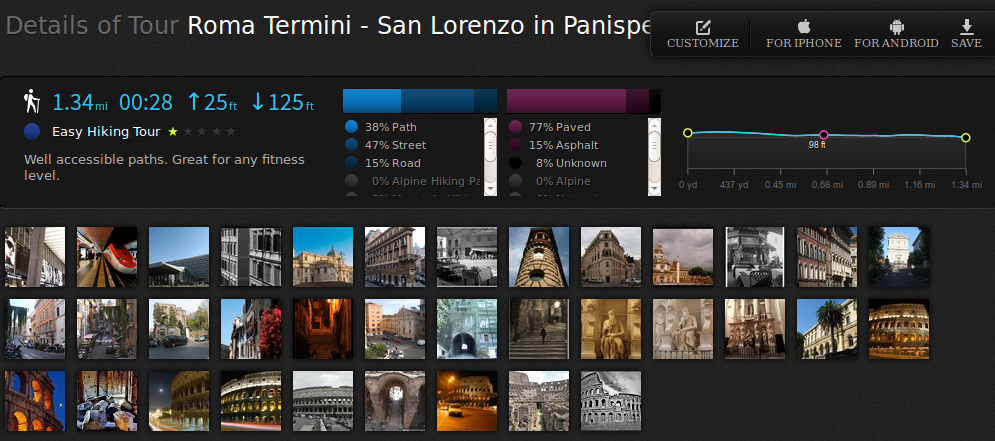 Details of Tour Roma Termini - San Lorenzo in Panispe
CUSTOMIZE
FOR IPHONE
FOR ANDROID
SAVE
1.34mi 00:28 ↑25ft ↓125ft
Easy Hiking Tour
Well accessible paths. Great for any fitness
level.
38% Path
47% Street
15% Road
0% Alpine Hiking Pa
77% Paved
15% Asphalt
8% Unknown
0% Alpine
98 ft
0 yd 437 yd 0.45 mi 0.68 mi 0.89 mi 1.16 mi 1.34 mi